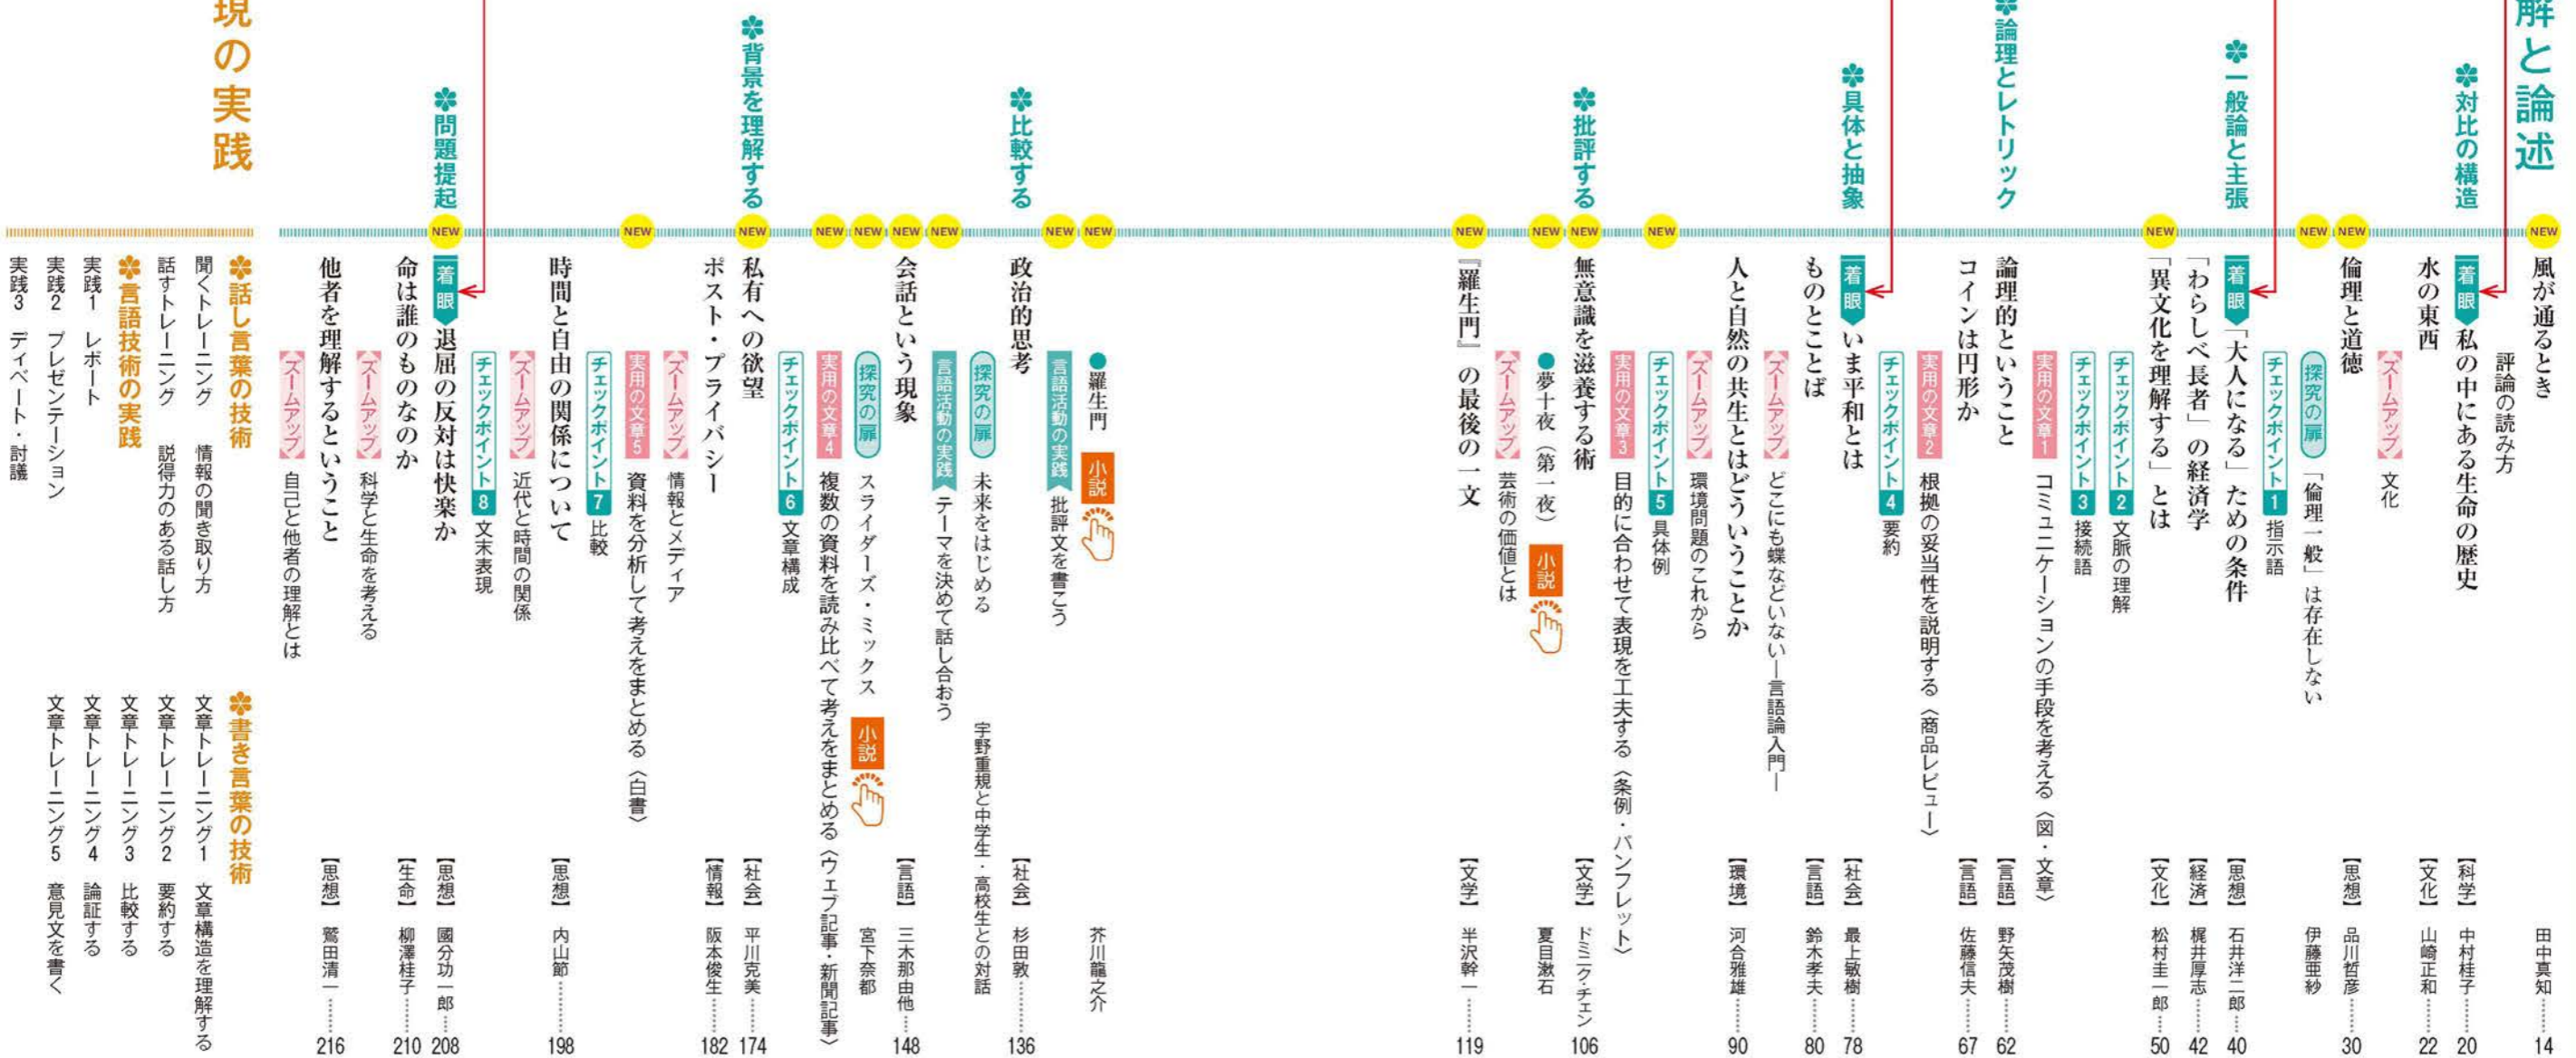 解と論述
NEW
風が通るとき 田中真知 14
評論の読み方
対比の構造
着眼 私の中にある生命の歴史 【科学】 中村桂子 20
水の東西 【文化】 山崎正和 22
ズームアップ 文化
NEW
倫理と道徳 【思想】 品川哲彦 30
NEW
探究の扉 「倫理一般」は存在しない 伊藤亜紗
チェックポイント1 指示語
一般論と主張
着眼 「大人になる」ための条件 【思想】 石井洋二郎 40
「わらしべ長者」の経済学 【経済】 梶井厚志 42
NEW
「異文化を理解する」とは 【文化】 松村圭一郎 50
チェックポイント2 文脈の理解
チェックポイント3 接続語
実用の文章1 コミュニケーションの手段を考える〈図・文章〉
論理とレトリック
論理的ということ 【言語】 野矢茂樹 62
コインは円形か 【言語】 佐藤信夫 67
実用の文章2 根拠の妥当性を説明する〈商品レビュー〉
チェックポイント4 要約
具体と抽象
着眼 いま平和とは 【社会】 最上敏樹 78
ものとことば 【言語】 鈴木孝夫 80
ズームアップ どこにも蝶などいない―言語論入門―
人と自然の共生とはどういうことか 【環境】 河合雅雄 90
ズームアップ 環境問題のこれから
NEW
チェックポイント5 具体例
実用の文章3 目的に合わせて表現を工夫する〈条例・パンフレット〉
批評する
NEW
無意識を滋養する術 【文学】 ドミニク・チェン 106
NEW
●夢十夜(第一夜) 小説 夏目漱石
ズームアップ 芸術の価値とは
NEW
『羅生門』の最後の一文 【文学】 半沢幹一 119
NEW
●羅生門 小説 芥川龍之介
NEW
言語活動の実践 批評文を書こう
比較する
政治的思考 【社会】 杉田敦 136
探究の扉 未来をはじめる 宇野重規と中学生・高校生との対話
NEW
言語活動の実践 テーマを決めて話し合おう
NEW
会話という現象 【言語】 三木那由他 148
NEW
探究の扉 スライダーズ・ミックス 小説 宮下奈都
NEW
実用の文章4 複数の資料を読み比べて考えをまとめる〈ウェブ記事・新聞記事〉
チェックポイント6 文章構成
背景を理解する
NEW
私有への欲望 【社会】 平川克美 174
ポスト・プライバシー 【情報】 阪本俊生 182
ズームアップ 情報とメディア
NEW
実用の文章5 資料を分析して考えをまとめる〈白書〉
チェックポイント7 比較
時間と自由の関係について 【思想】 内山節 198
ズームアップ 近代と時間の関係
チェックポイント8 文末表現
問題提起
NEW
着眼 退屈の反対は快楽か 【思想】 國分功一郎 208
命は誰のものなのか 【生命】 柳澤桂子 210
ズームアップ 科学と生命を考える
他者を理解するということ 【思想】 鷲田清一 216
ズームアップ 自己と他者の理解とは
現の実践
話し言葉の技術
聞くトレーニング 情報の聞き取り方
話すトレーニング 説得力のある話し方
言語技術の実践
実践1 レポート
実践2 プレゼンテーション
実践3 ディベート・討議
書き言葉の技術
文章トレーニング1 文章構造を理解する
文章トレーニング2 要約する
文章トレーニング3 比較する
文章トレーニング4 論証する
文章トレーニング5 意見文を書く